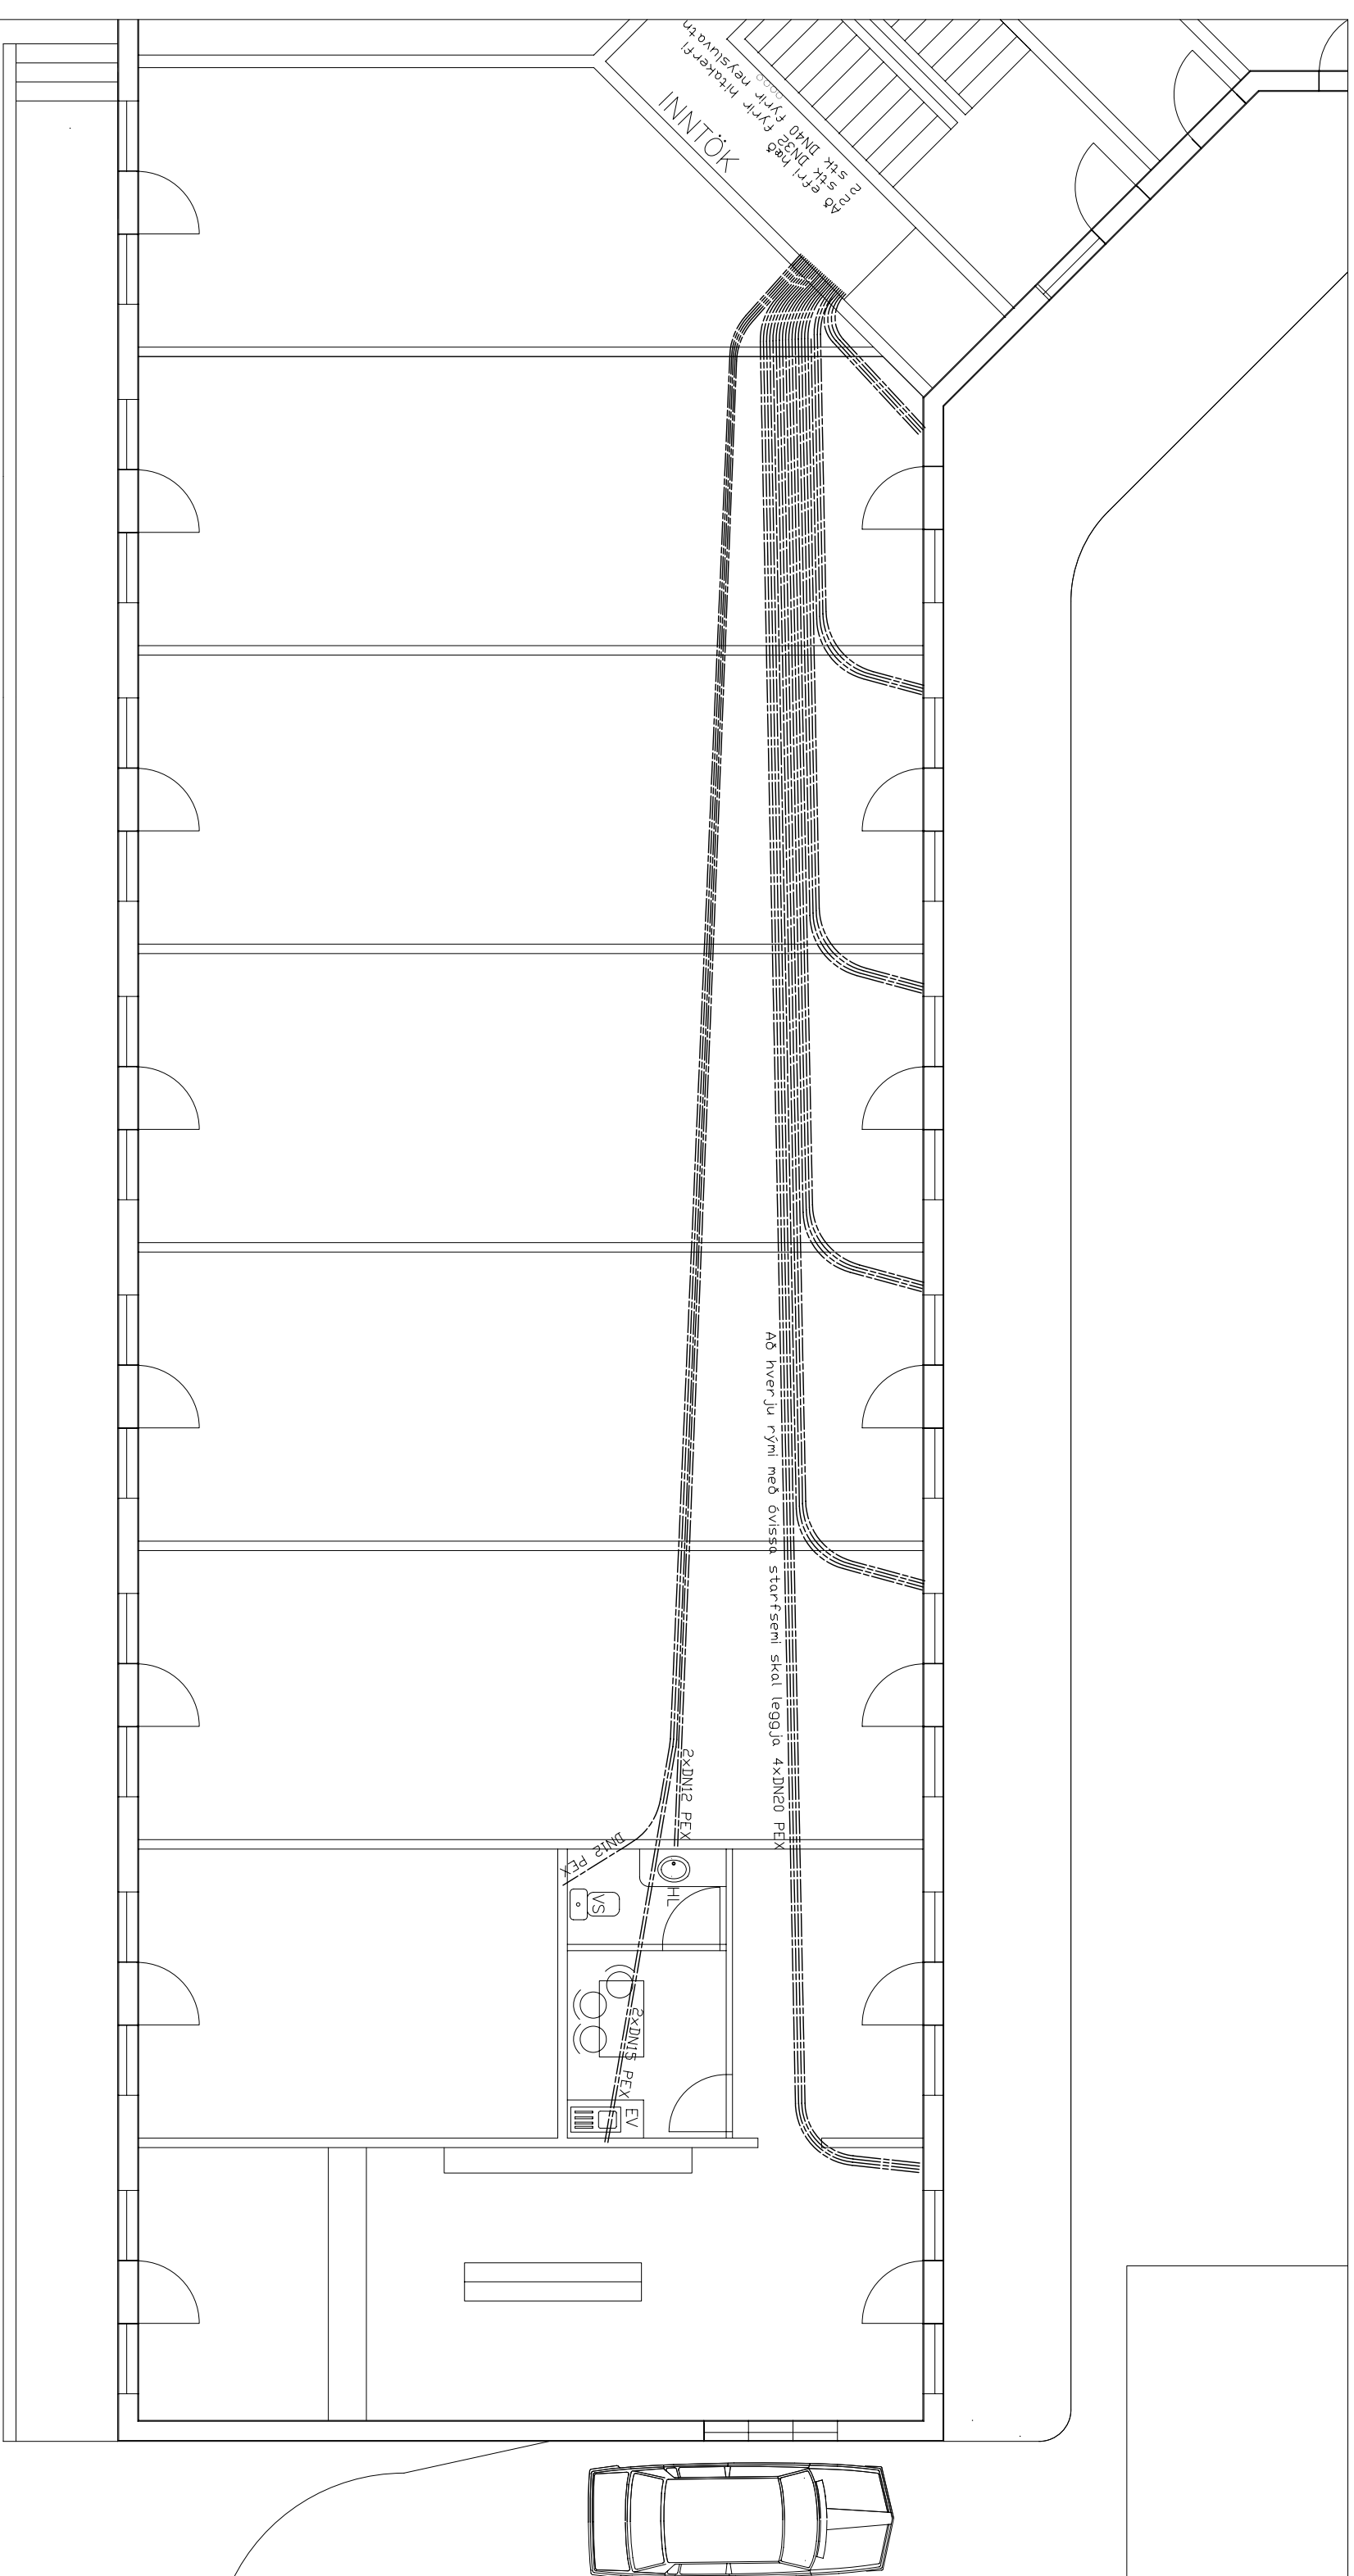 Að efri hæð
2 stk DN32 fyrir hitakerfi
2 stk DN40 fyrir neysluvatn
INNTÖK
Að hverju rými með óvissa starfsemi skal leggja 4xDN20 PEX
2xDN12 PEX
DN12 PEX
HL
VS
2xDN15 PEX
EV